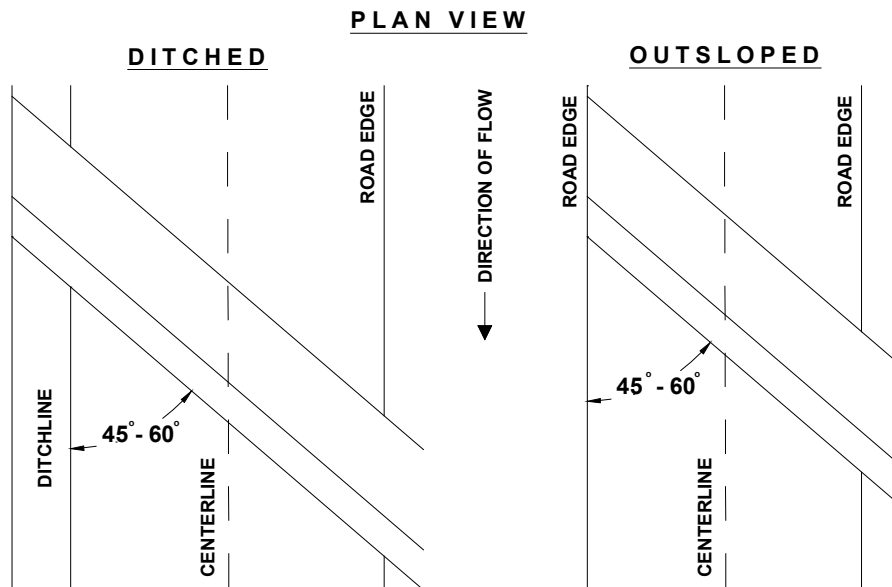 PLAN VIEW
DITCHED
OUTSLOPED
ROAD EDGE
DIRECTION OF FLOW
ROAD EDGE
ROAD EDGE
45° - 60°
DITCHLINE
CENTERLINE
45° - 60°
CENTERLINE